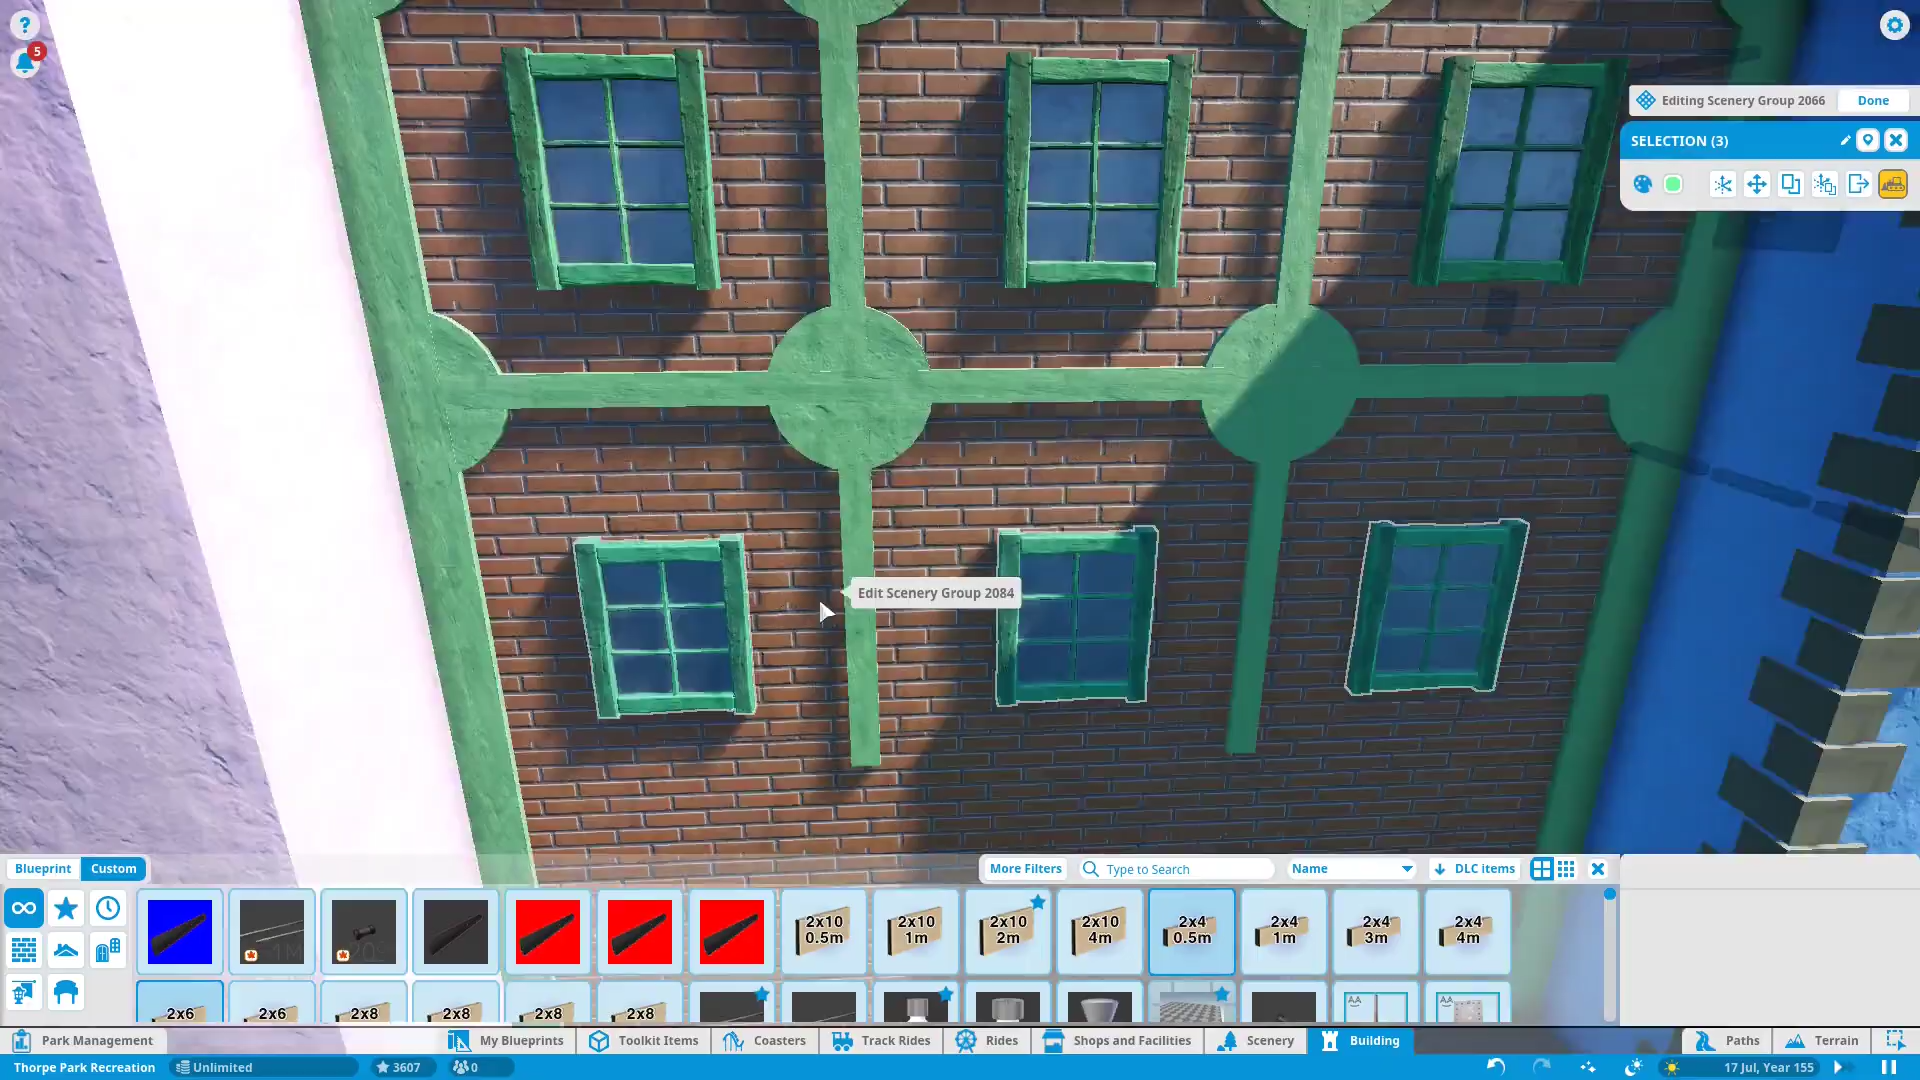 ?
5
Editing Scenery Group 2066
Done
SELECTION (3)
Edit Scenery Group 2084
Blueprint
Custom
More Filters
Type to Search
Name
DLC items
2x10 0.5m
2x10 1m
2x10 2m
2x10 4m
2x4 0.5m
2x4 1m
2x4 3m
2x4 4m
2x6
2x6
2x8
2x8
2x8
2x8
AA
AA
Park Management
My Blueprints
Toolkit Items
Coasters
Track Rides
Rides
Shops and Facilities
Scenery
Building
Paths
Terrain
Thorpe Park Recreation
Unlimited
3607
0
17 Jul, Year 155